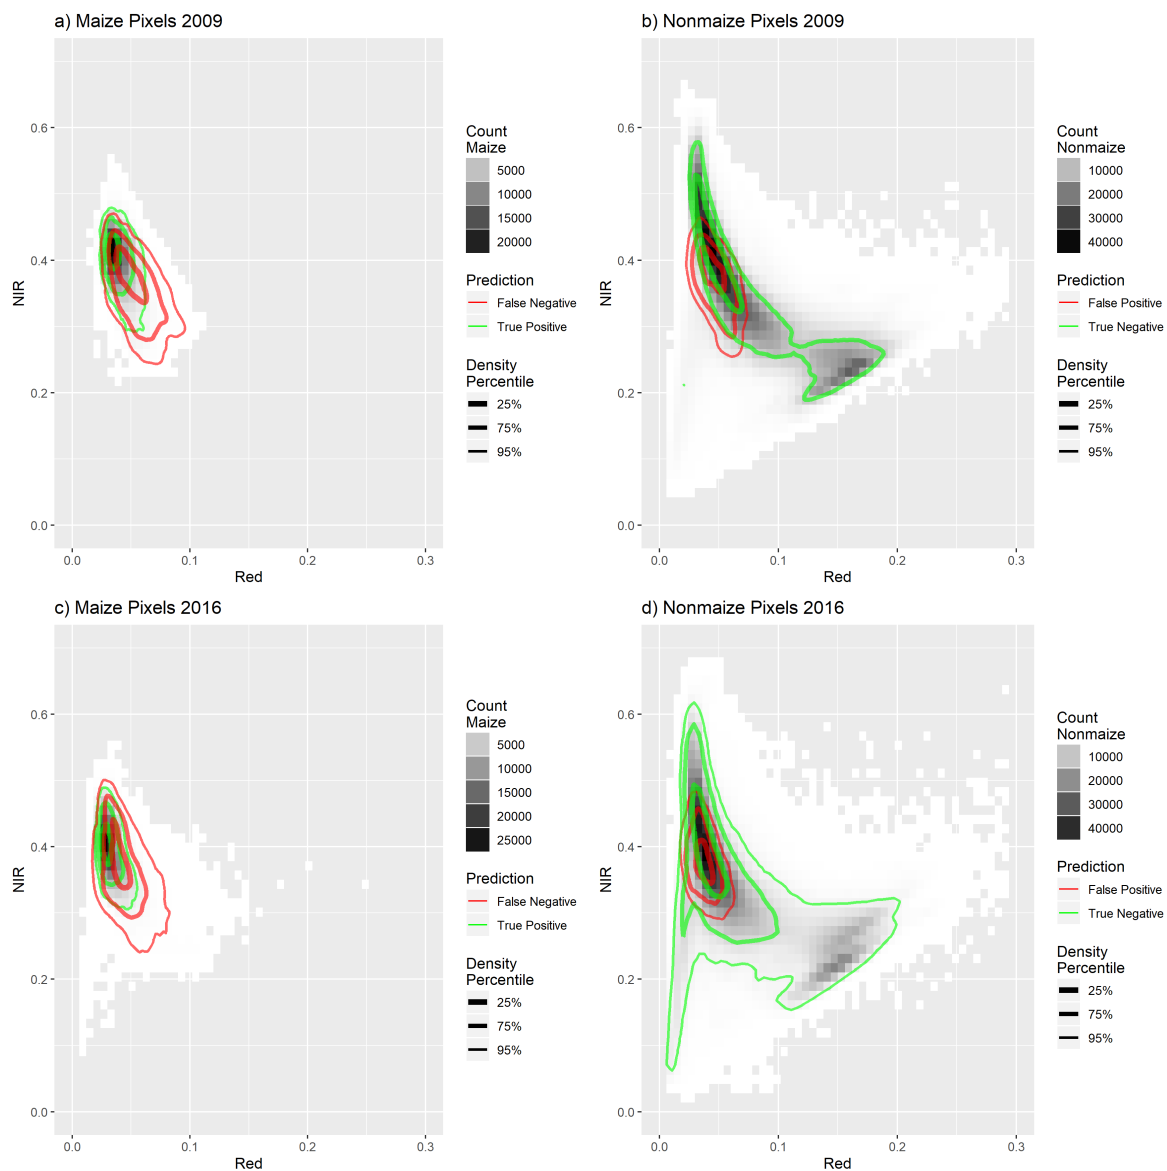 a) Maize Pixels 2009
NIR
0.6
0.4
0.2
0.0
0.0 0.1 0.2 0.3
Red
Count
Maize
5000
10000
15000
20000
Prediction
False Negative
True Positive
Density
Percentile
25%
75%
95%
b) Nonmaize Pixels 2009
NIR
0.6
0.4
0.2
0.0
0.0 0.1 0.2 0.3
Red
Count
Nonmaize
10000
20000
30000
40000
Prediction
False Positive
True Negative
Density
Percentile
25%
75%
95%
c) Maize Pixels 2016
NIR
0.6
0.4
0.2
0.0
0.0 0.1 0.2 0.3
Red
Count
Maize
5000
10000
15000
20000
25000
Prediction
False Negative
True Positive
Density
Percentile
25%
75%
95%
d) Nonmaize Pixels 2016
NIR
0.6
0.4
0.2
0.0
0.0 0.1 0.2 0.3
Red
Count
Nonmaize
10000
20000
30000
40000
Prediction
False Positive
True Negative
Density
Percentile
25%
75%
95%